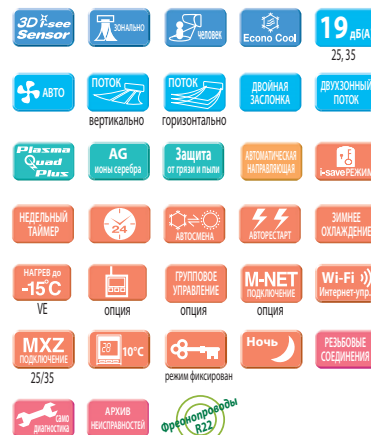 3D i-see
Sensor
ЗОНАЛЬНО
ЧЕЛОВЕК
Econo Cool
19 дБ(А)
25, 35
АВТО
ПОТОК
вертикально
ПОТОК
горизонтально
ДВОЙНАЯ
ЗАСЛОНКА
ДВУХЗОННЫЙ
ПОТОК
Plasma
Quad
Plus
AG
ионы серебра
Защита
от грязи и пыли
АВТОМАТИЧЕСКАЯ
НАПРАВЛЯЮЩАЯ
i-save РЕЖИМ
НЕДЕЛЬНЫЙ
ТАЙМЕР
24
АВТОСМЕНА
АВТОРЕСТАРТ
ЗИМНЕЕ
ОХЛАЖДЕНИЕ
НАГРЕВ до
-15°C
VE
опция
ГРУППОВОЕ
УПРАВЛЕНИЕ
опция
M-NET
ПОДКЛЮЧЕНИЕ
опция
Wi-Fi
Интернет-упр.
MXZ
ПОДКЛЮЧЕНИЕ
25/35
28 10°C
режим фиксирован
Ночь
РЕЗЬБОВЫЕ
СОЕДИНЕНИЯ
само
диагностика
АРХИВ
НЕИСПРАВНОСТЕЙ
Фреонопроводы
R22